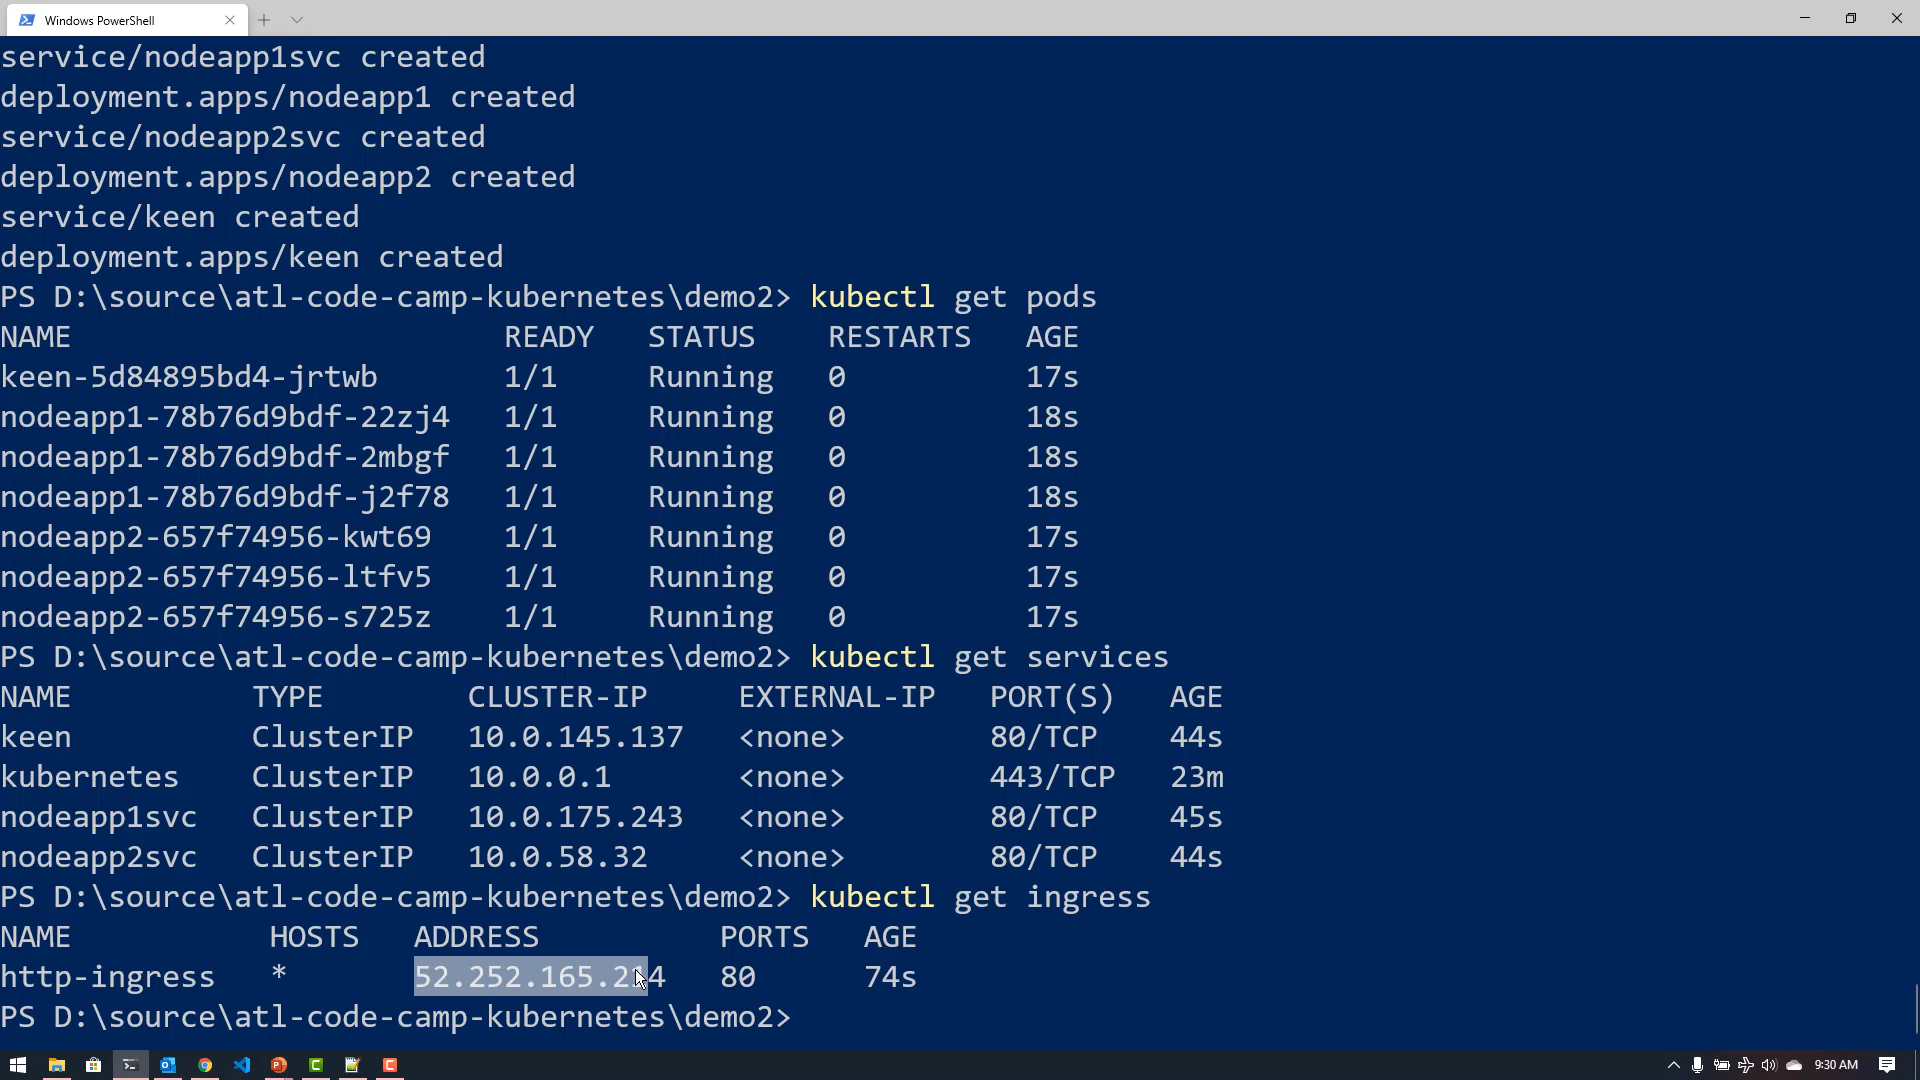 Windows PowerShell
service/nodeapp1svc created
deployment.apps/nodeapp1 created
service/nodeapp2svc created
deployment.apps/nodeapp2 created
service/keen created
deployment.apps/keen created
PS D:\source\atl-code-camp-kubernetes\demo2> kubectl get pods
NAME READY STATUS RESTARTS AGE
keen-5d84895bd4-jrtwb 1/1 Running 0 17s
nodeapp1-78b76d9bdf-22zj4 1/1 Running 0 18s
nodeapp1-78b76d9bdf-2mbgf 1/1 Running 0 18s
nodeapp1-78b76d9bdf-j2f78 1/1 Running 0 18s
nodeapp2-657f74956-kwt69 1/1 Running 0 17s
nodeapp2-657f74956-ltfv5 1/1 Running 0 17s
nodeapp2-657f74956-s725z 1/1 Running 0 17s
PS D:\source\atl-code-camp-kubernetes\demo2> kubectl get services
NAME TYPE CLUSTER-IP EXTERNAL-IP PORT(S) AGE
keen ClusterIP 10.0.145.137 <none> 80/TCP 44s
kubernetes ClusterIP 10.0.0.1 <none> 443/TCP 23m
nodeapp1svc ClusterIP 10.0.175.243 <none> 80/TCP 45s
nodeapp2svc ClusterIP 10.0.58.32 <none> 80/TCP 44s
PS D:\source\atl-code-camp-kubernetes\demo2> kubectl get ingress
NAME HOSTS ADDRESS PORTS AGE
http-ingress * 52.252.165.214 80 74s
PS D:\source\atl-code-camp-kubernetes\demo2>
9:30 AM